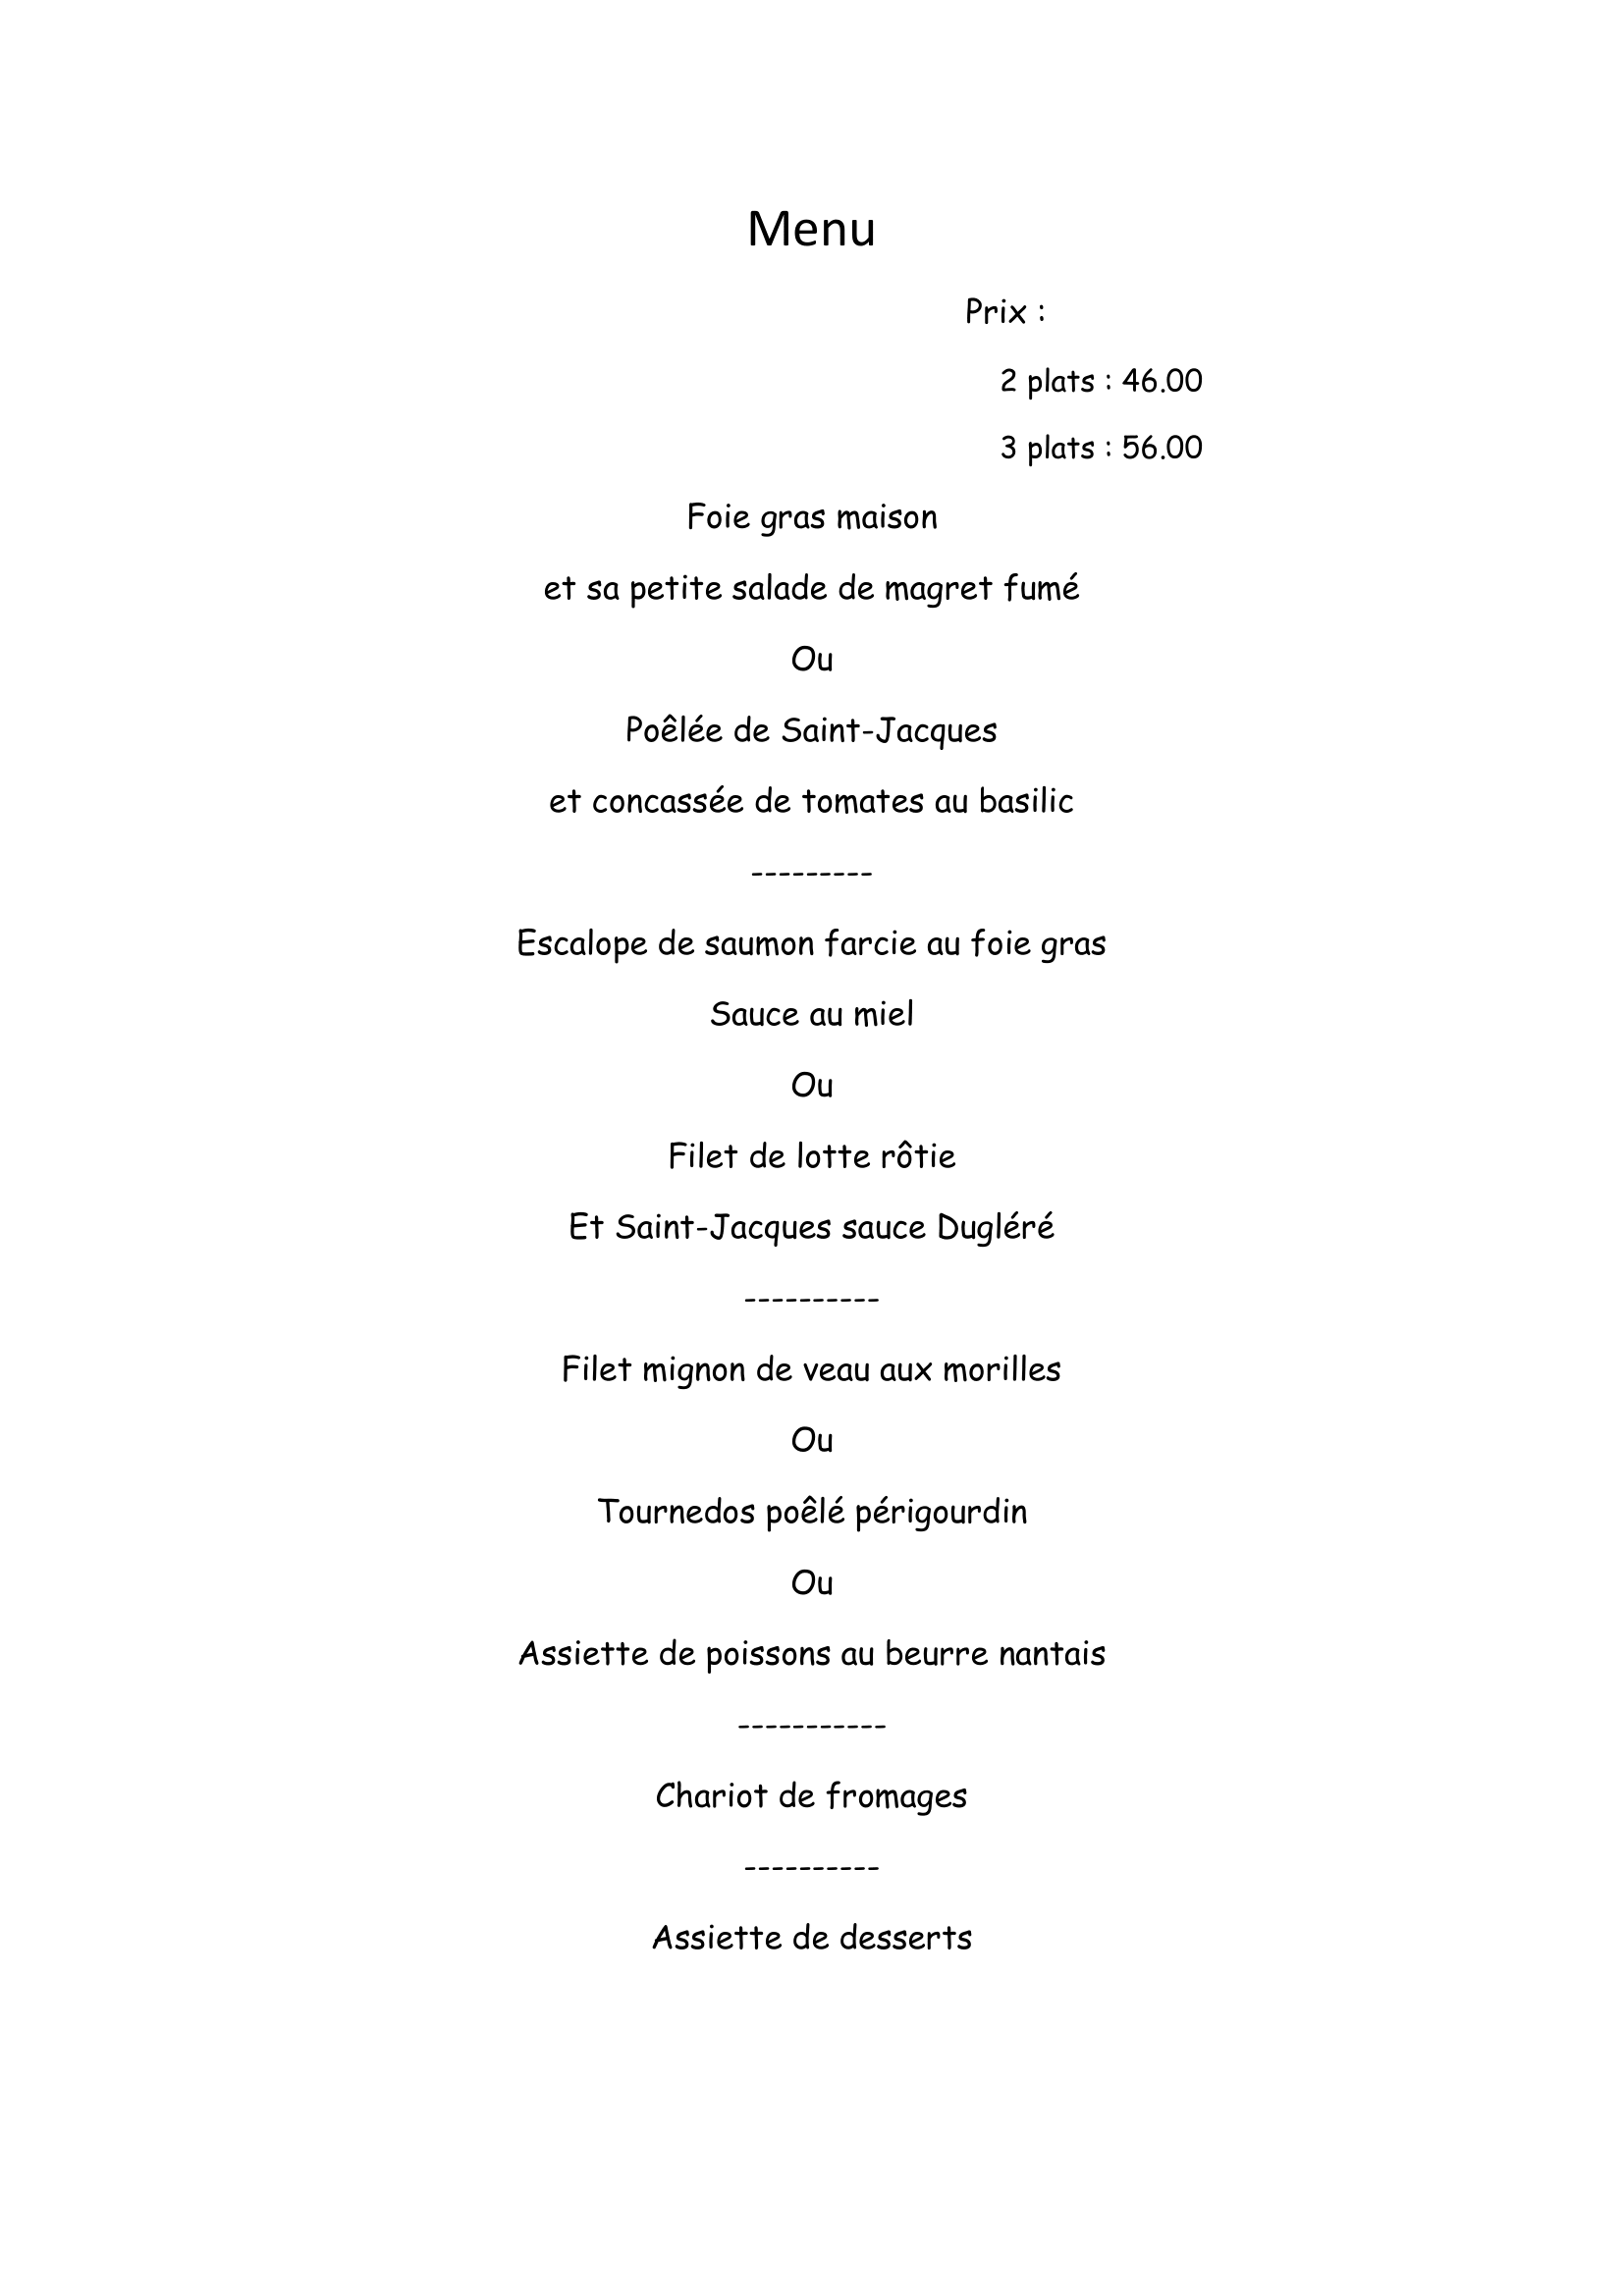 Menu
Prix :
2 plats : 46.00
3 plats : 56.00
Foie gras maison
et sa petite salade de magret fumé
Ou
Poêlée de Saint-Jacques
et concassée de tomates au basilic
---------
Escalope de saumon farcie au foie gras
Sauce au miel
Ou
Filet de lotte rôtie
Et Saint-Jacques sauce Dugléré
----------
Filet mignon de veau aux morilles
Ou
Tournedos poêlé périgourdin
Ou
Assiette de poissons au beurre nantais
-----------
Chariot de fromages
----------
Assiette de desserts